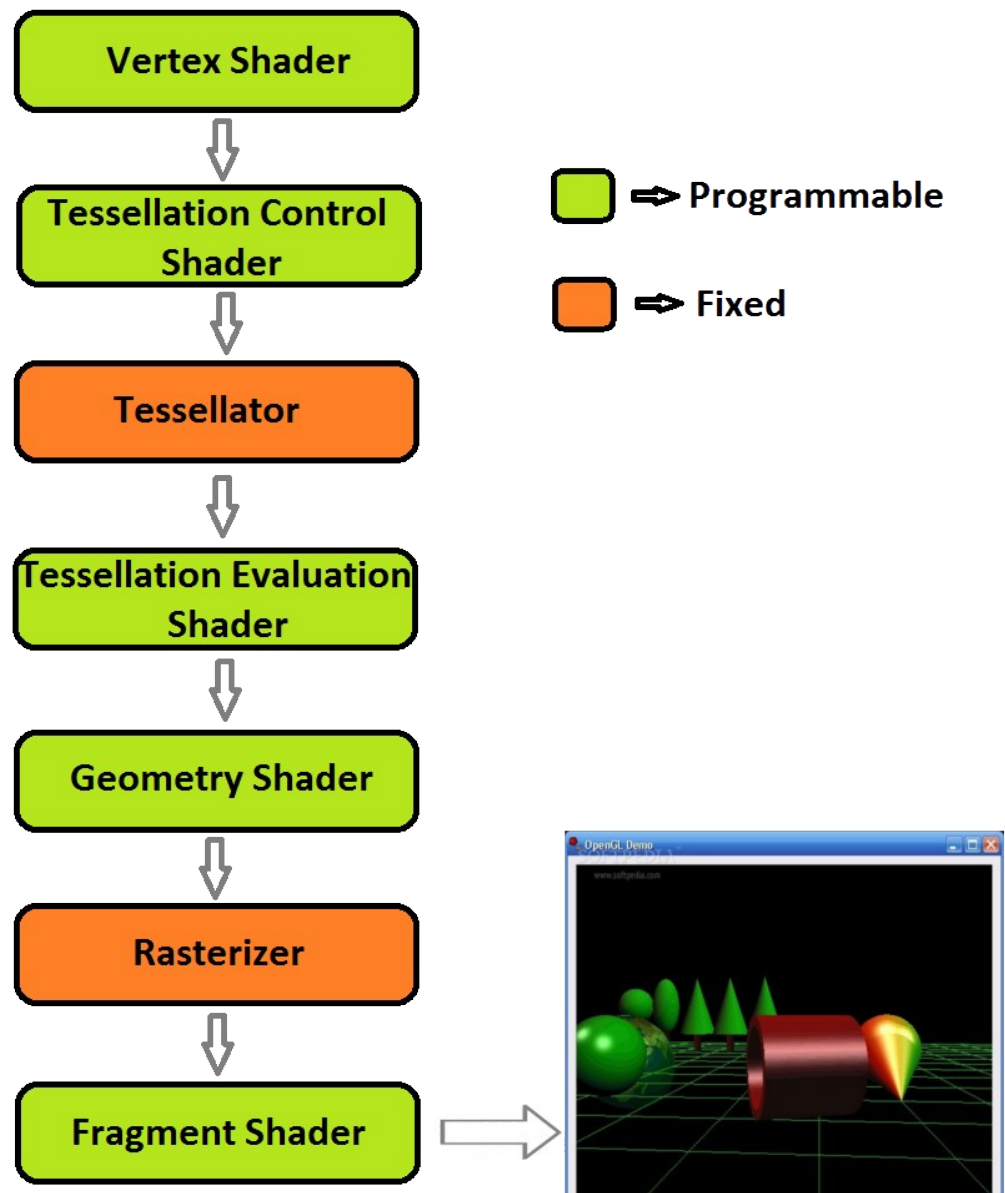 Vertex Shader
Tessellation Control
Shader
Programmable
Fixed
Tessellator
Tessellation Evaluation
Shader
Geometry Shader
OpenGL Demo
SOFTPEDIA
www.softpedia.com
Rasterizer
Fragment Shader